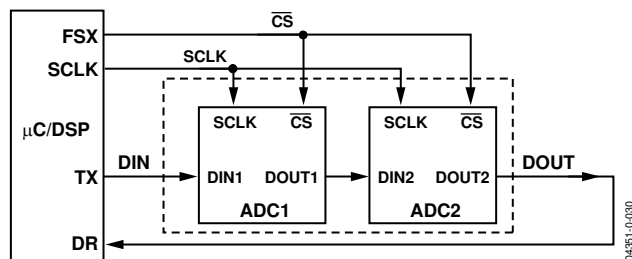 FSX
CS
SCLK
SCLK
μC/DSP
SCLK
CS
SCLK
CS
DIN
TX
DIN1
DOUT1
DIN2
DOUT2
DOUT
ADC1
ADC2
DR
04351-0-030